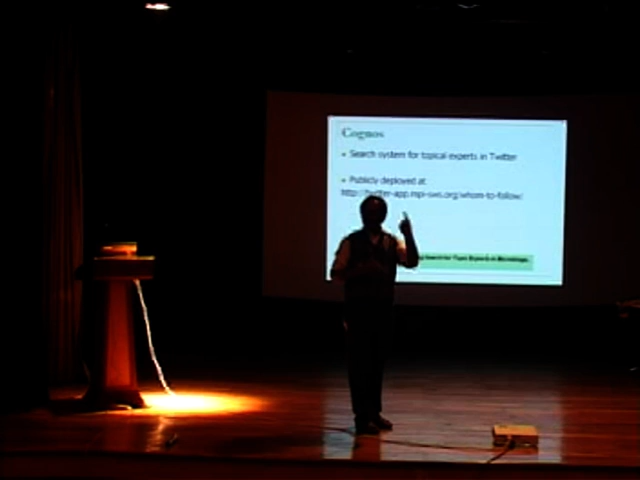 Cognos
Search system for topical experts in Twitter
Publicly deployed at
http://twitter-app.mpi-sws.org/whom-to-follow/
Search for Topic Experts in Microblogs.